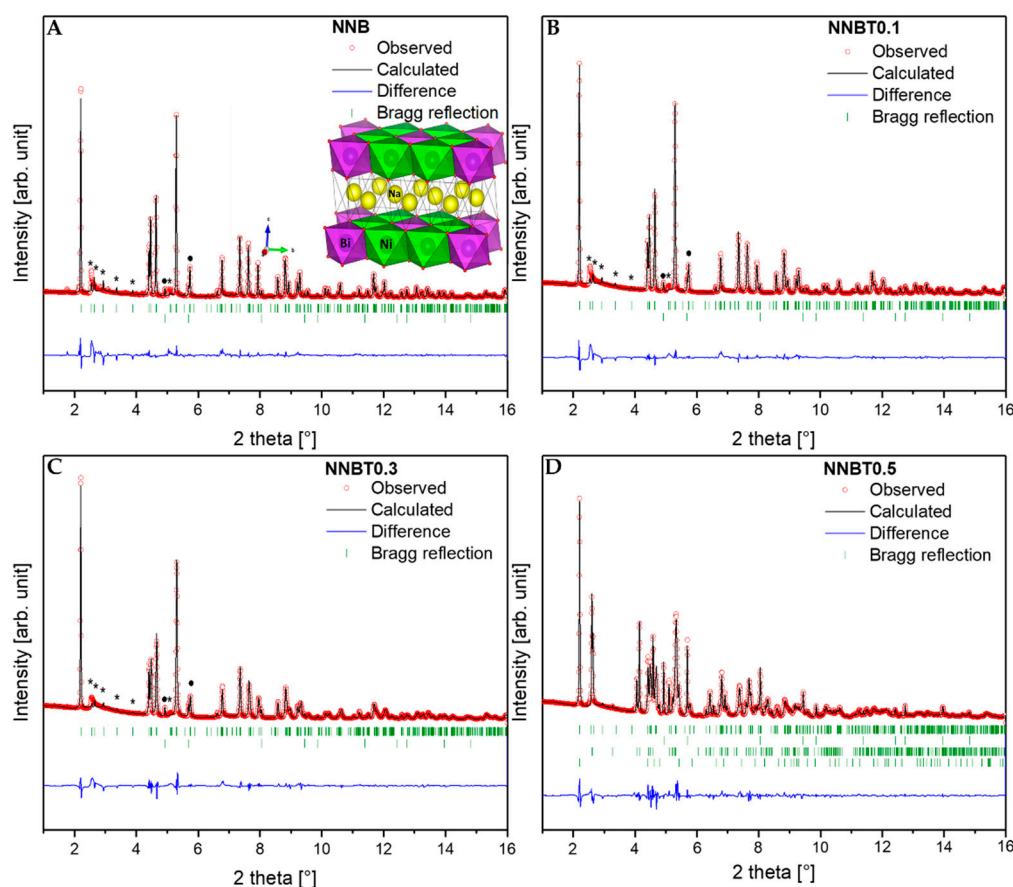 A
NNB
Observed
Calculated
Difference
Bragg reflection
Bi
Ni
Na
c
b
Intensity [arb. unit]
2 4 6 8 10 12 14 16
2 theta [°]
B
NNBT0.1
Observed
Calculated
Difference
Bragg reflection
Intensity [arb. unit]
2 4 6 8 10 12 14 16
2 theta [°]
C
NNBT0.3
Observed
Calculated
Difference
Bragg reflection
Intensity [arb. unit]
2 4 6 8 10 12 14 16
2 theta [°]
D
NNBT0.5
Observed
Calculated
Difference
Bragg reflection
Intensity [arb. unit]
2 4 6 8 10 12 14 16
2 theta [°]